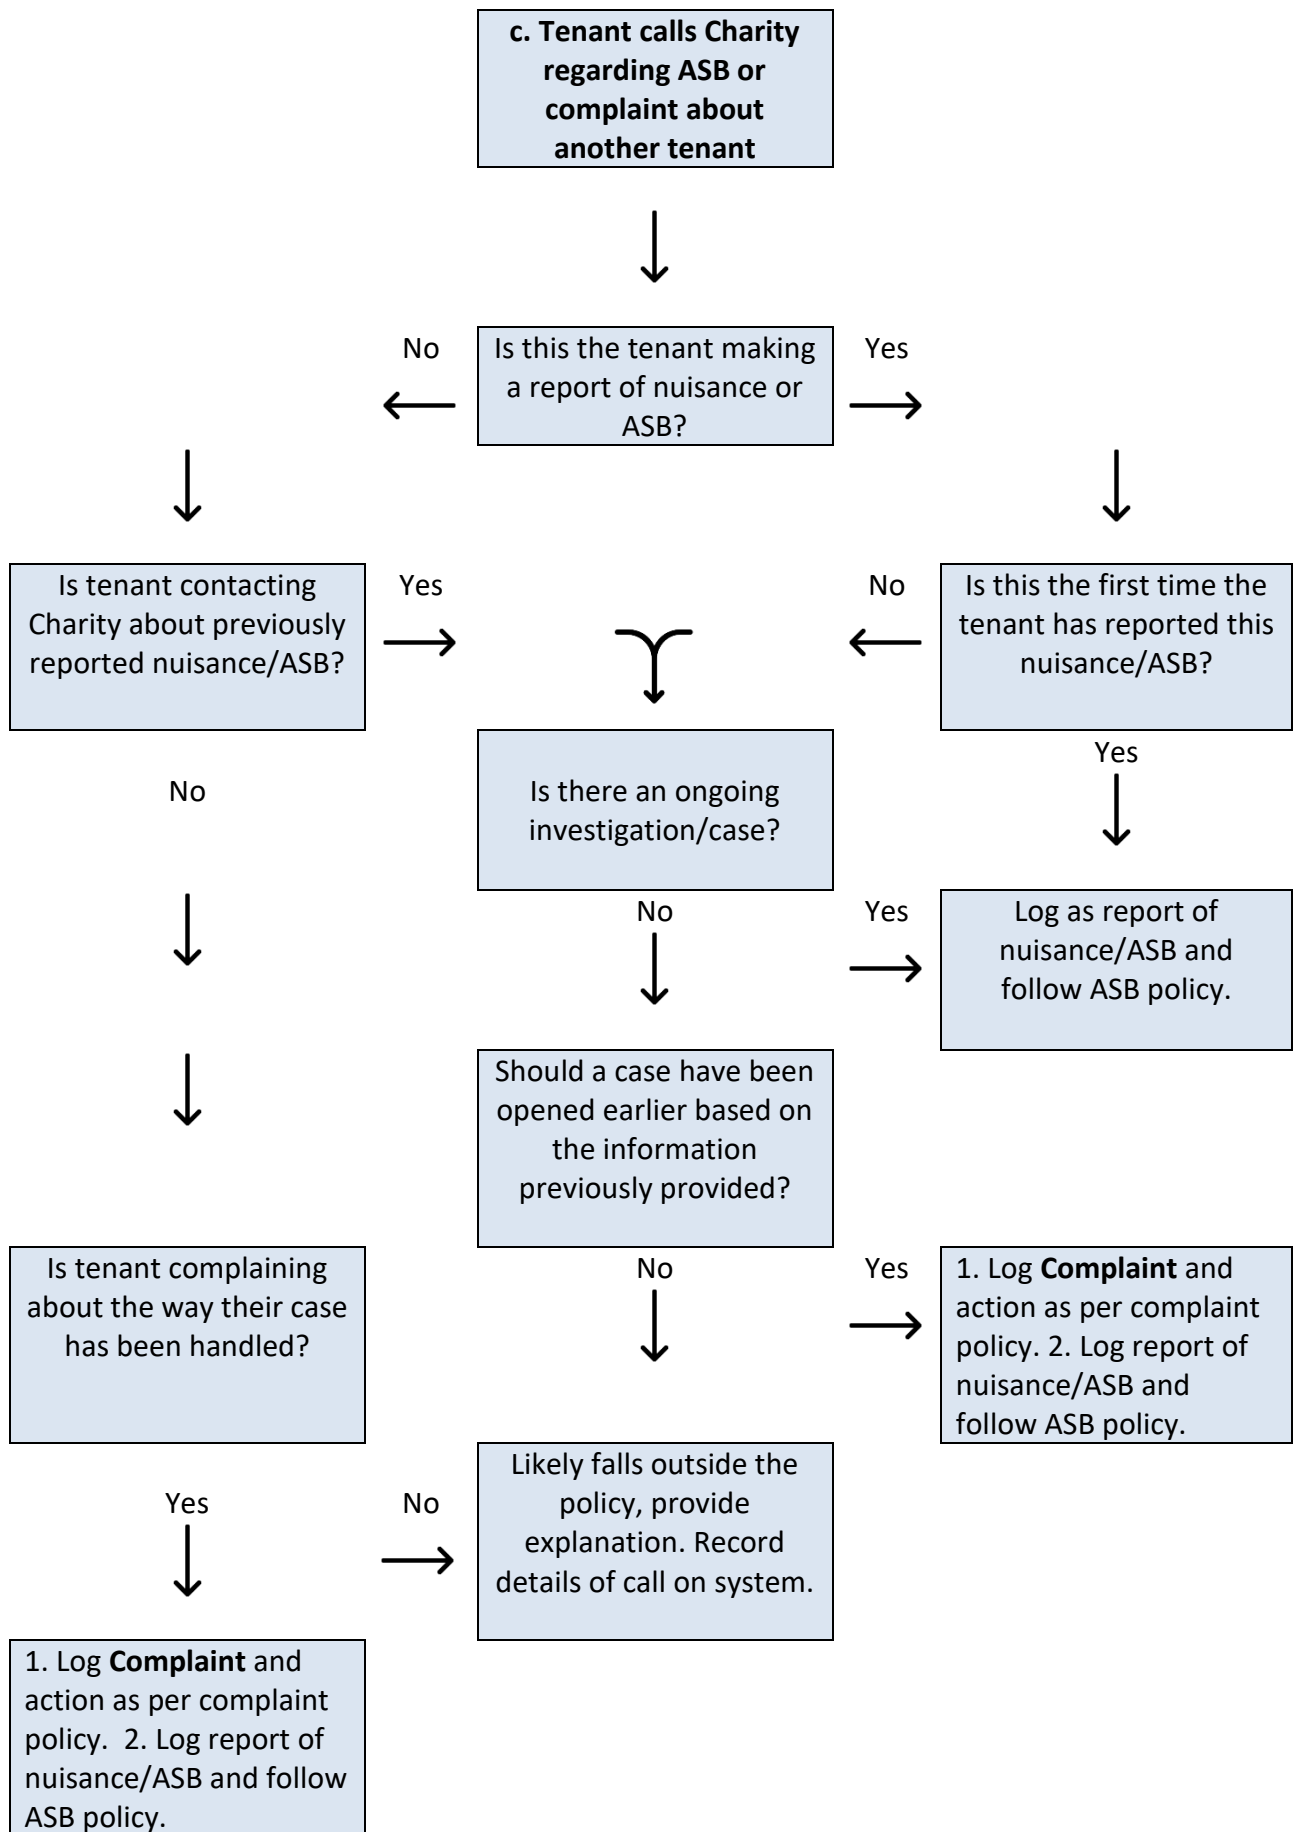 c. Tenant calls Charity
regarding ASB or
complaint about
another tenant
No
Is this the tenant making
a report of nuisance or
ASB?
Yes
Is tenant contacting
Charity about previously
reported nuisance/ASB?
Yes
No
Is this the first time the
tenant has reported this
nuisance/ASB?
No
Is there an ongoing
investigation/case?
Yes
No
Yes
Log as report of
nuisance/ASB and
follow ASB policy.
Should a case have been
opened earlier based on
the information
previously provided?
Is tenant complaining
about the way their case
has been handled?
No
Yes
1. Log Complaint and
action as per complaint
policy. 2. Log report of
nuisance/ASB and
follow ASB policy.
Yes
No
Likely falls outside the
policy, provide
explanation. Record
details of call on system.
1. Log Complaint and
action as per complaint
policy.  2. Log report of
nuisance/ASB and follow
ASB policy.